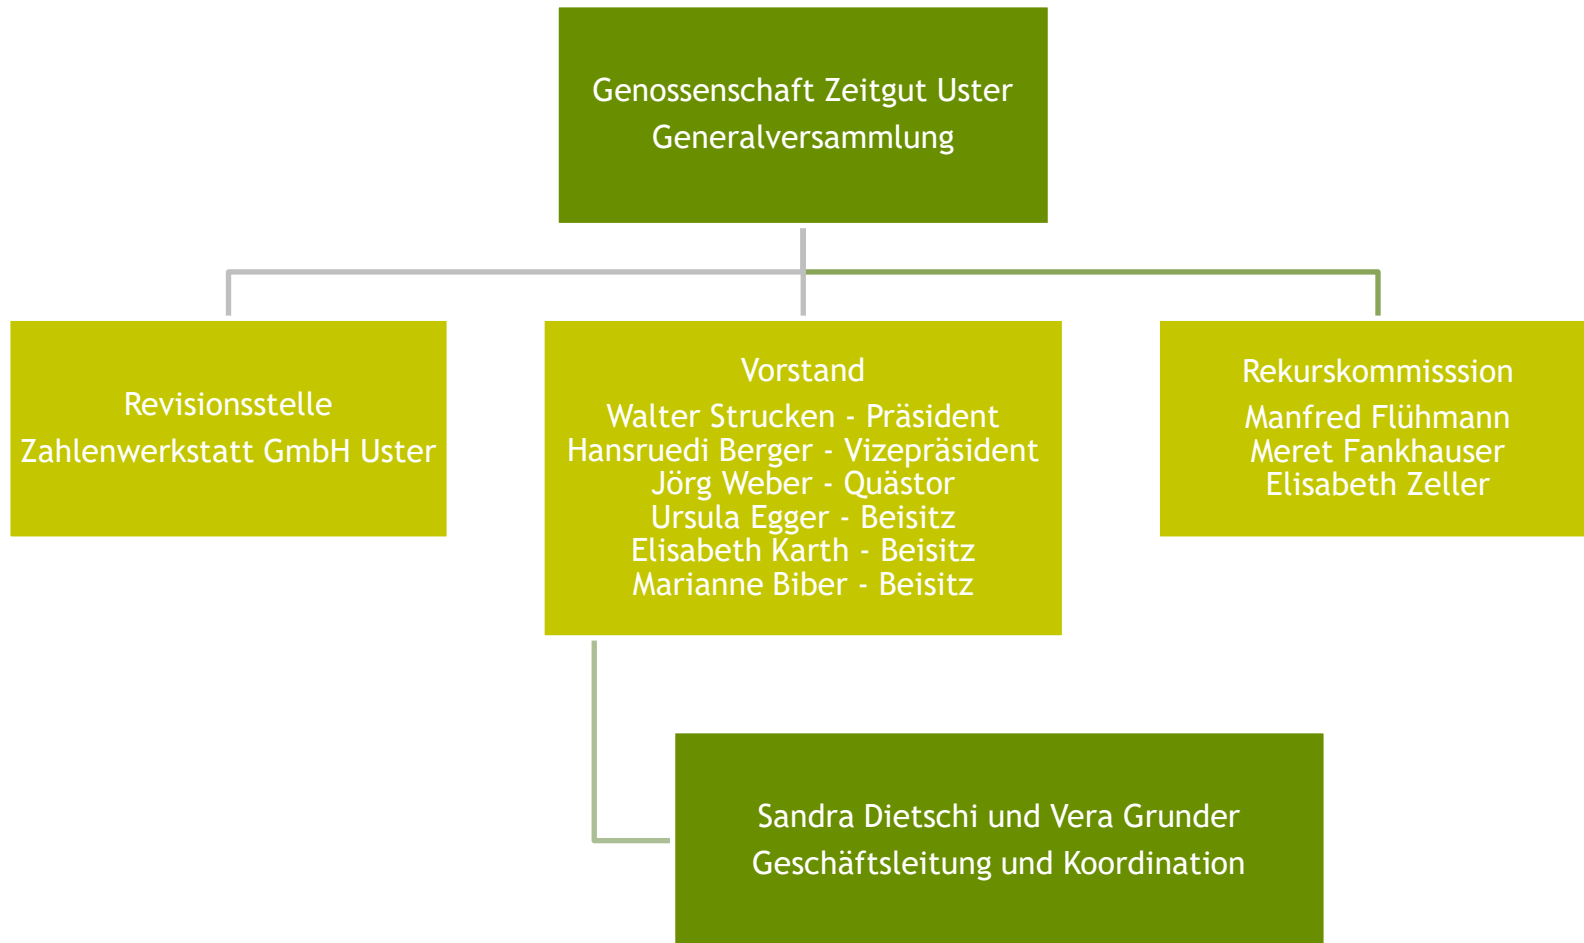 Genossenschaft Zeitgut Uster
Generalversammlung
Revisionsstelle
Zahlenwerkstatt GmbH Uster
Vorstand
Walter Strucken - Präsident
Hansruedi Berger - Vizepräsident
Jörg Weber - Quästor
Ursula Egger - Beisitz
Elisabeth Karth - Beisitz
Marianne Biber - Beisitz
Rekurskommisssion
Manfred Flühmann
Meret Fankhauser
Elisabeth Zeller
Sandra Dietschi und Vera Grunder
Geschäftsleitung und Koordination